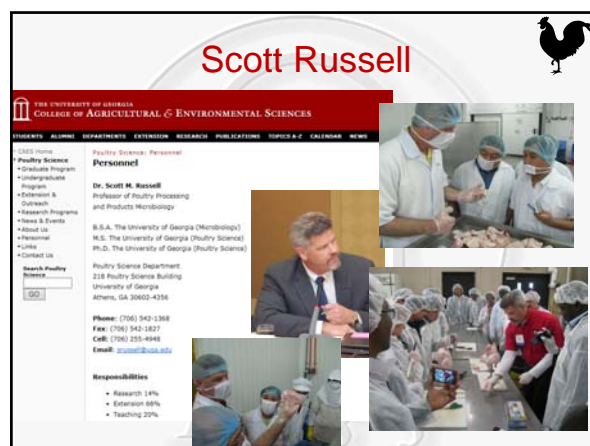 Scott Russell
THE UNIVERSITY OF GEORGIA
COLLEGE OF AGRICULTURAL & ENVIRONMENTAL SCIENCES
STUDENTS ALUMNI DEPARTMENTS EXTENSION RESEARCH PUBLICATIONS TOPICS A-Z CALENDAR NEWS
CAES Home
Poultry Science
Graduate Program
Undergraduate
Program
Extension &
Outreach
Research Programs
News & Events
About Us
Personnel
Links
Contact Us
Search Poultry
Science
GO
Poultry Science: Personnel
Personnel
Dr. Scott M. Russell
Professor of Poultry Processing
and Products Microbiology
B.S.A. The University of Georgia (Microbiology)
M.S. The University of Georgia (Poultry Science)
Ph.D. The University of Georgia (Poultry Science)
Poultry Science Department
218 Poultry Science Building
University of Georgia
Athens, GA 30602-4356
Phone: (706) 542-1368
Fax: (706) 542-1827
Cell: (706) 255-4948
Email: srussell@uga.edu
Responsibilities
• Research 14%
• Extension 66%
• Teaching 20%